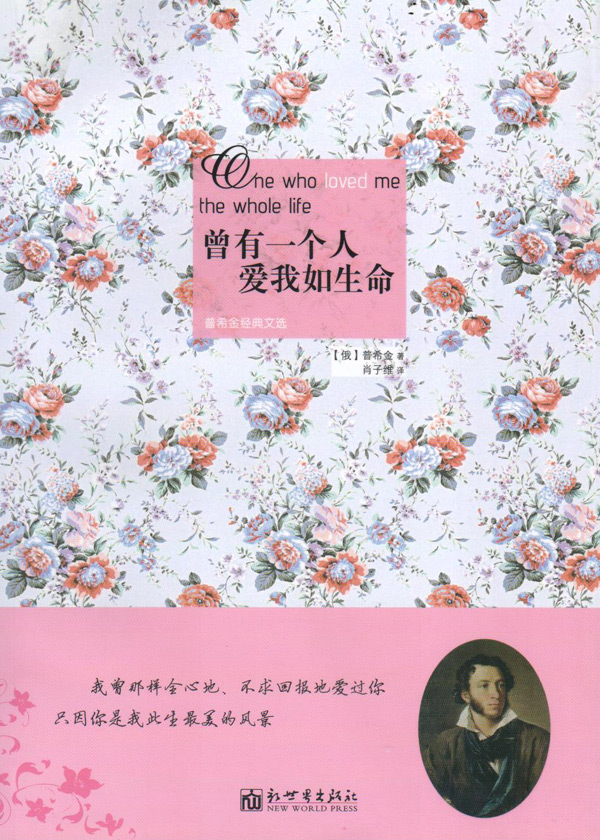 One who loved me
the whole life
曾有一个人
爱我如生命
普希金经典文选
【俄】普希金 著
肖子维 译
我曾那样全心地、不求回报地爱过你
只因你是我此生最美的风景
新世界出版社
NEW WORLD PRESS